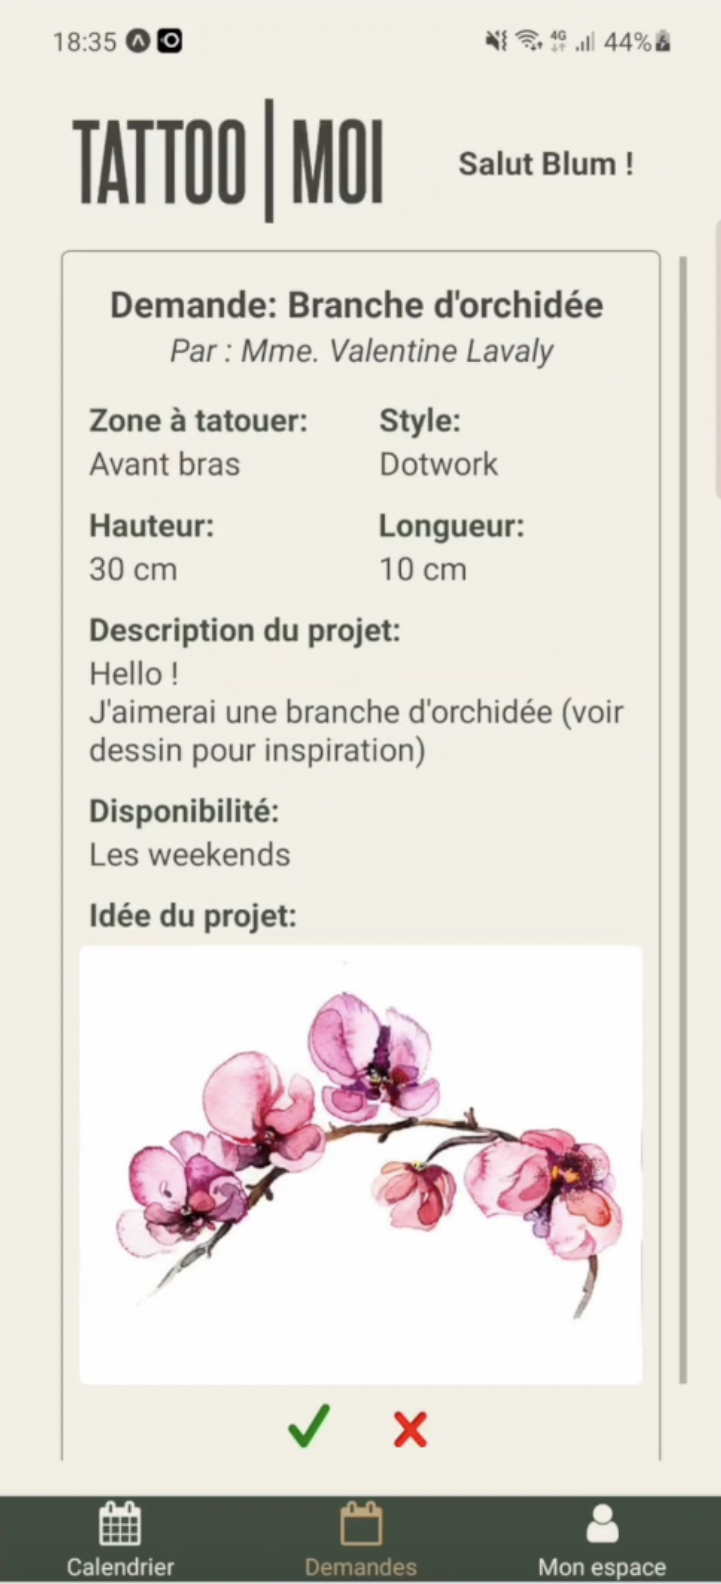 18:35 4G 44%
TATTOO|MOI
Salut Blum !
Demande: Branche d'orchidée
Par : Mme. Valentine Lavaly
Zone à tatouer: Style:
Avant bras Dotwork
Hauteur: Longueur:
30 cm 10 cm
Description du projet:
Hello !
J'aimerai une branche d'orchidée (voir
dessin pour inspiration)
Disponibilité:
Les weekends
Idée du projet:
Calendrier Demandes Mon espace